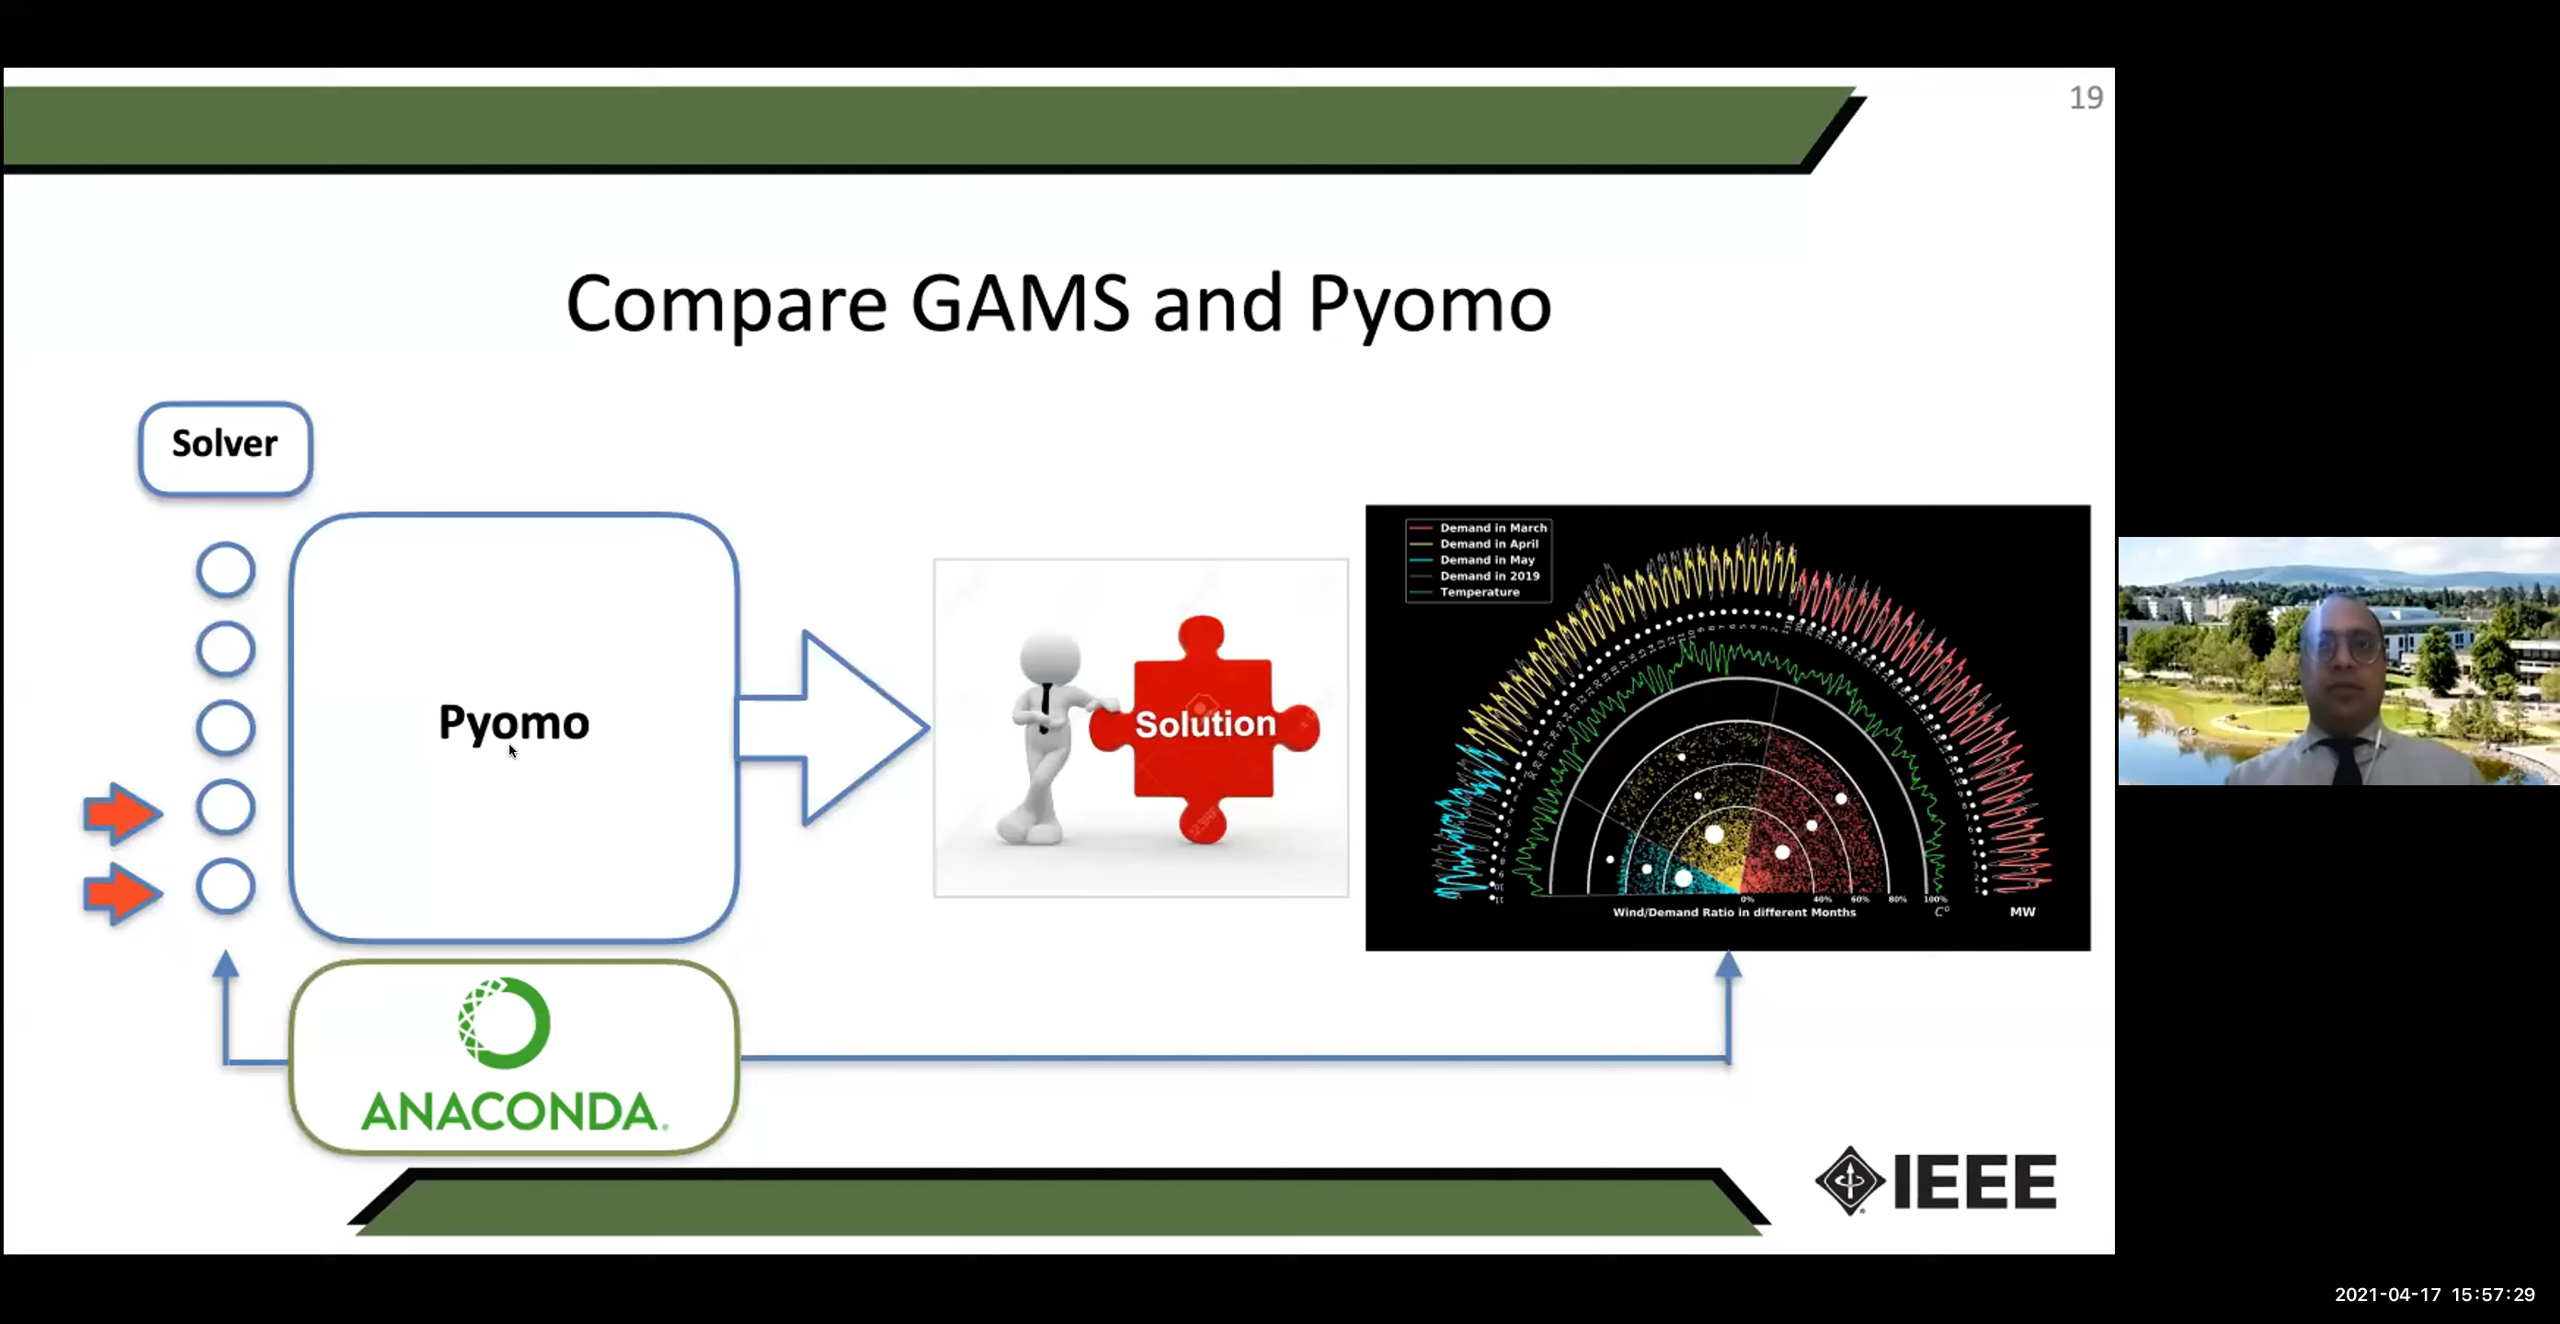 19
Compare GAMS and Pyomo
Solver
Pyomo
Solution
Demand in March
Demand in April
Demand in May
Demand in 2019
Temperature
0% 40% 60% 80% 100%
Wind/Demand Ratio in different Months
C°
MW
ANACONDA.
IEEE
2021-04-17 15:57:29